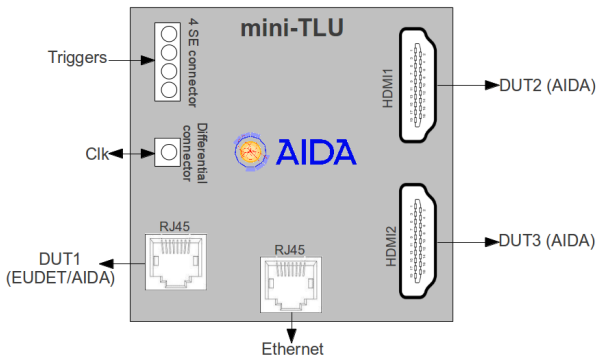 mini-TLU
4 SE connector
Triggers
HDMI1
DUT2 (AIDA)
Differential
connector
Clk
AIDA
RJ45
DUT1
(EUDET/AIDA)
RJ45
HDMI2
DUT3 (AIDA)
Ethernet